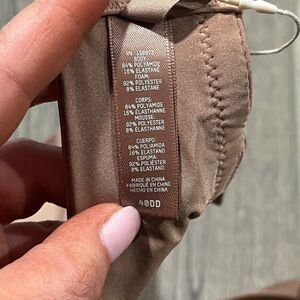 BODY:
84% POLYAMIDE
16% ELASTANE
FOAM:
92% POLYESTER
8% ELASTANE
CORPS:
84% POLYAMIDE
16% ÉLASTHANNE
MOUSSE:
92% POLYESTER
8% ÉLASTHANNE
CUERPO:
84% POLIAMIDA
16% ELASTANO
ESPUMA:
92% POLIÉSTER
8% ELASTANO
MADE IN CHINA
FABRIQUÉ EN CHINE
HECHO EN CHINA
40DD